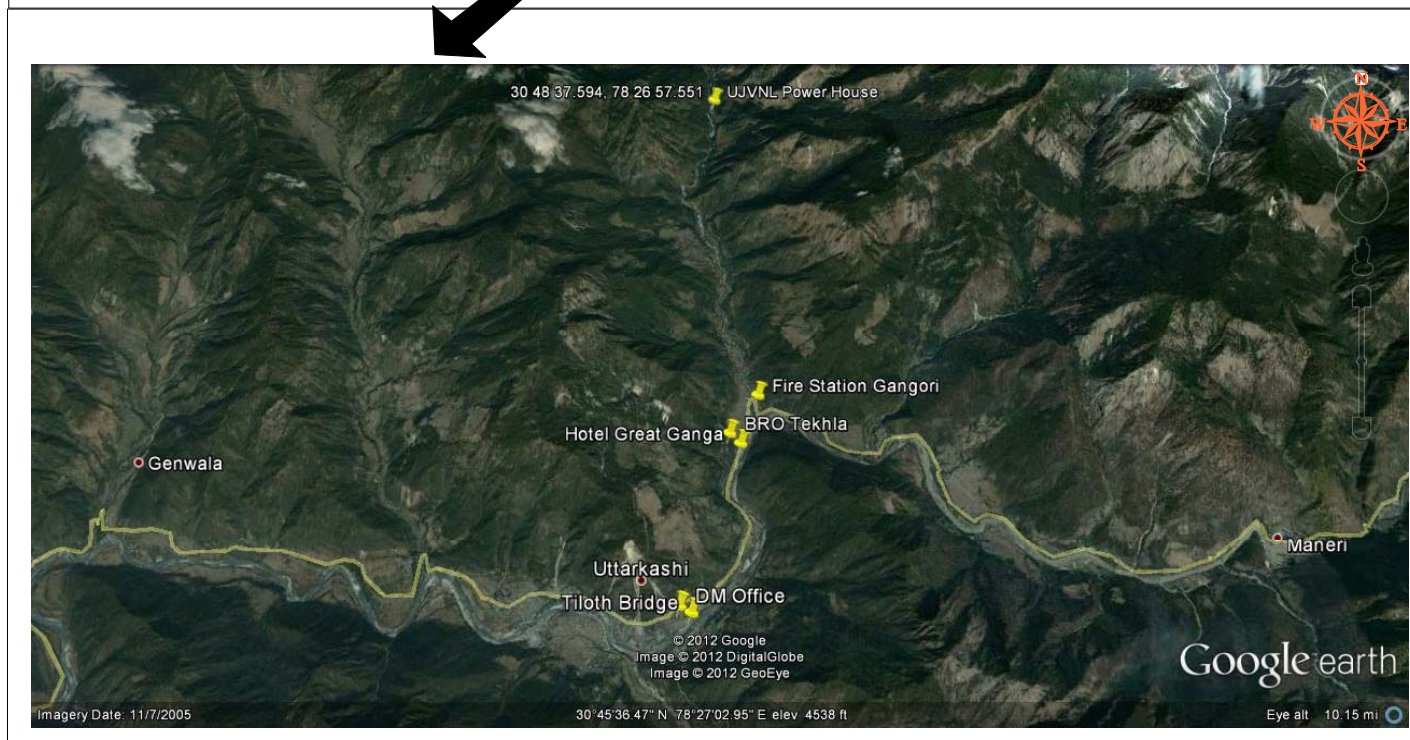 30 48 37.594, 78 26 57.551 UJVNL Power House
N
W E
S
Fire Station Gangori
BRO Tekhla
Hotel Great Ganga
Genwala
Maneri
Uttarkashi
Tiloth Bridge DM Office
© 2012 Google
Image © 2012 DigitalGlobe
Image © 2012 GeoEye
Google earth
Imagery Date: 11/7/2005 30°45'36.47" N 78°27'02.95" E elev 4538 ft Eye alt 10.15 mi